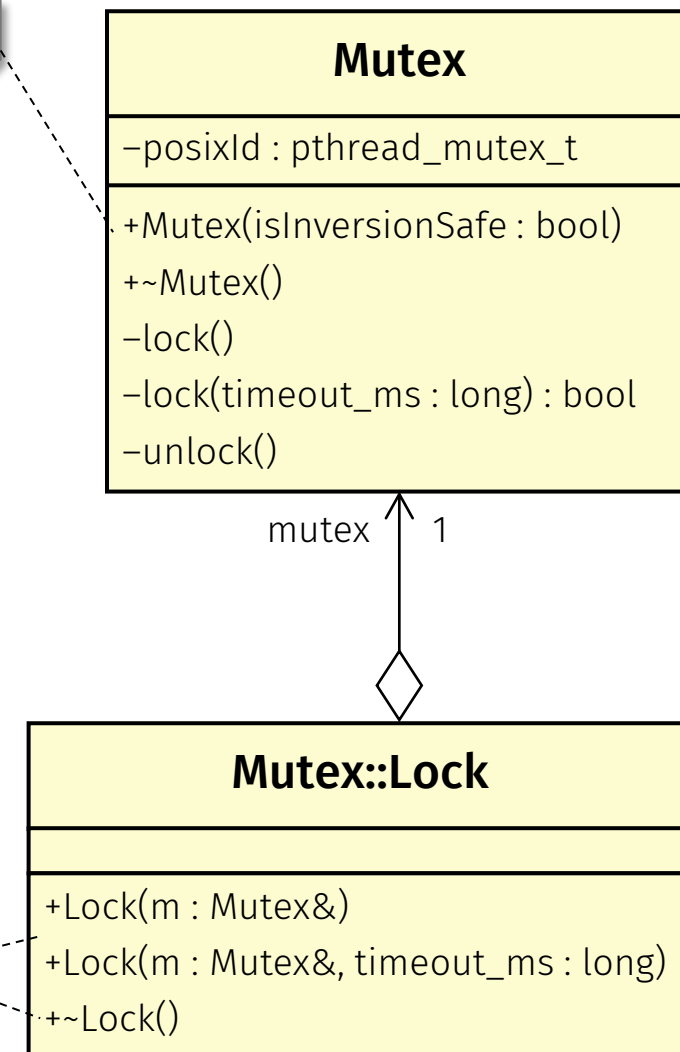 Mutex
–posixId : pthread_mutex_t
+Mutex(isInversionSafe : bool)
+~Mutex()
–lock()
–lock(timeout_ms : long) : bool
–unlock()
mutex 1
Mutex::Lock
+Lock(m : Mutex&)
+Lock(m : Mutex&, timeout_ms : long)
+~Lock()